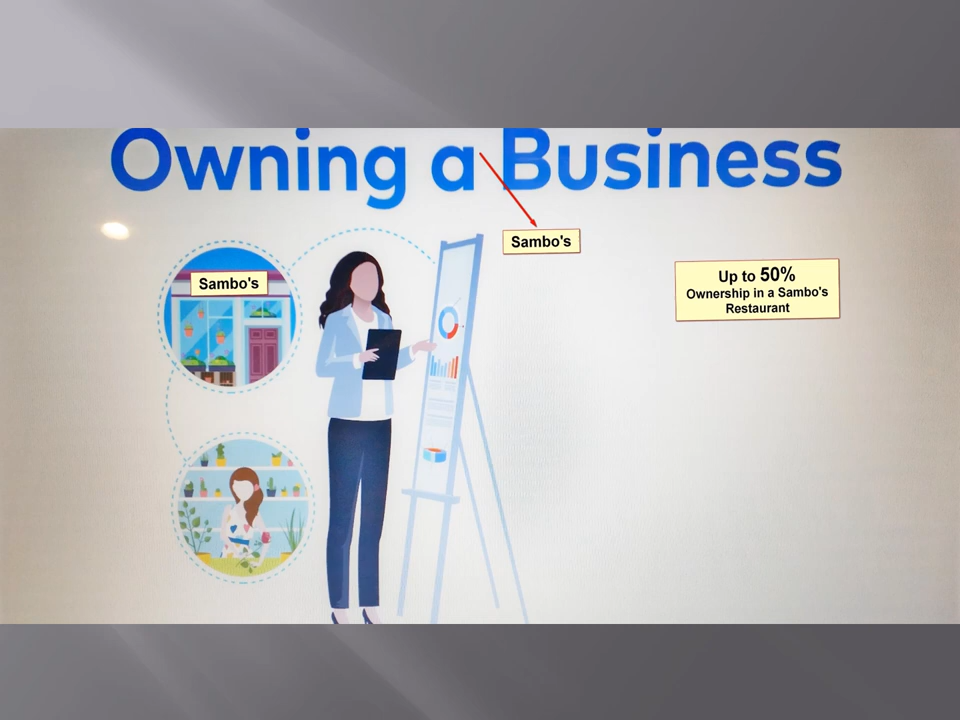 Owning a Business
Sambo's
Sambo's
Up to 50%
Ownership in a Sambo's
Restaurant